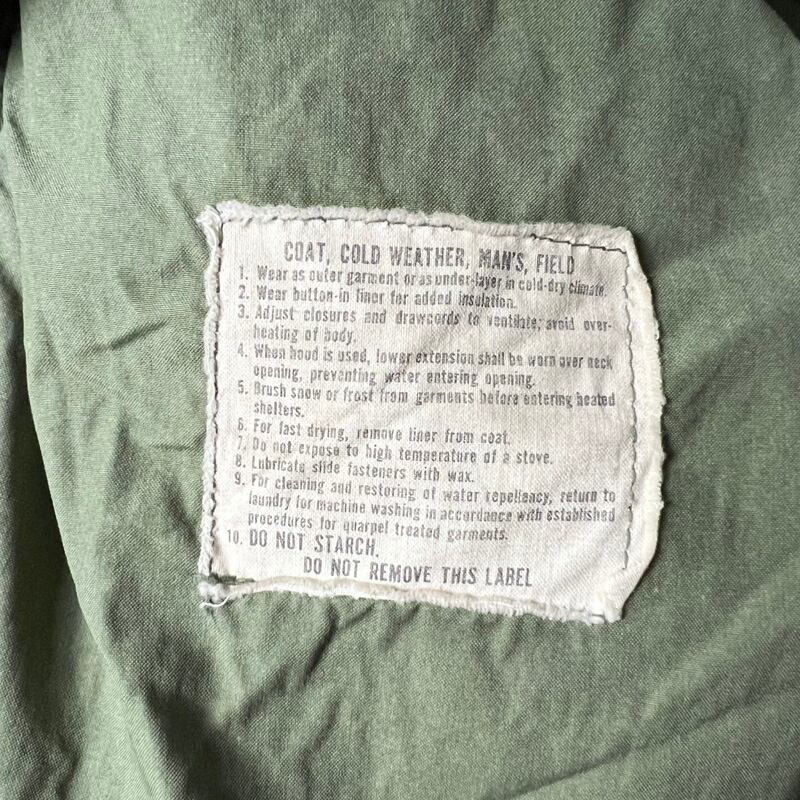 COAT, COLD WEATHER, MAN'S, FIELD
1. Wear as outer garment or as under-layer in cold-dry climate.
2. Wear button-in liner for added insulation.
3. Adjust closures and drawcords to ventilate; avoid over-
heating of body.
4. When hood is used, lower extension shall be worn over neck
opening, preventing water entering opening.
5. Brush snow or frost from garments before entering heated
shelters.
6. For fast drying, remove liner from coat.
7. Do not expose to high temperature of a stove.
8. Lubricate slide fasteners with wax.
9. For cleaning and restoring of water repellency, return to
laundry for machine washing in accordance with established
procedures for quarpel treated garments.
10. DO NOT STARCH.
DO NOT REMOVE THIS LABEL